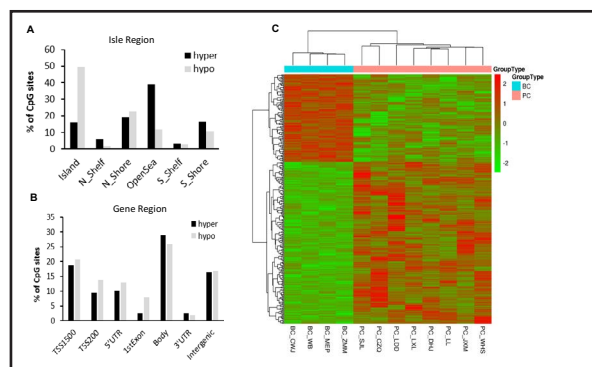 A
Isle Region
% of CpG sites
60
50
40
30
20
10
0
hyper
hypo
Island
N_Shelf
N_Shore
OpenSea
S_Shelf
S_Shore
B
Gene Region
% of CpG sites
35
30
25
20
15
10
5
0
hyper
hypo
TSS1500
TSS200
5'UTR
1stExon
Body
3'UTR
Intergenic
C
GroupType
GroupType
BC
PC
2
1
0
-1
-2
BC_CWJ
BC_WB
BC_MEP
BC_ZMM
PC_SJL
PC_CZG
PC_LDD
PC_LXL
PC_DHJ
PC_LL
PC_JXM
PC_WHS